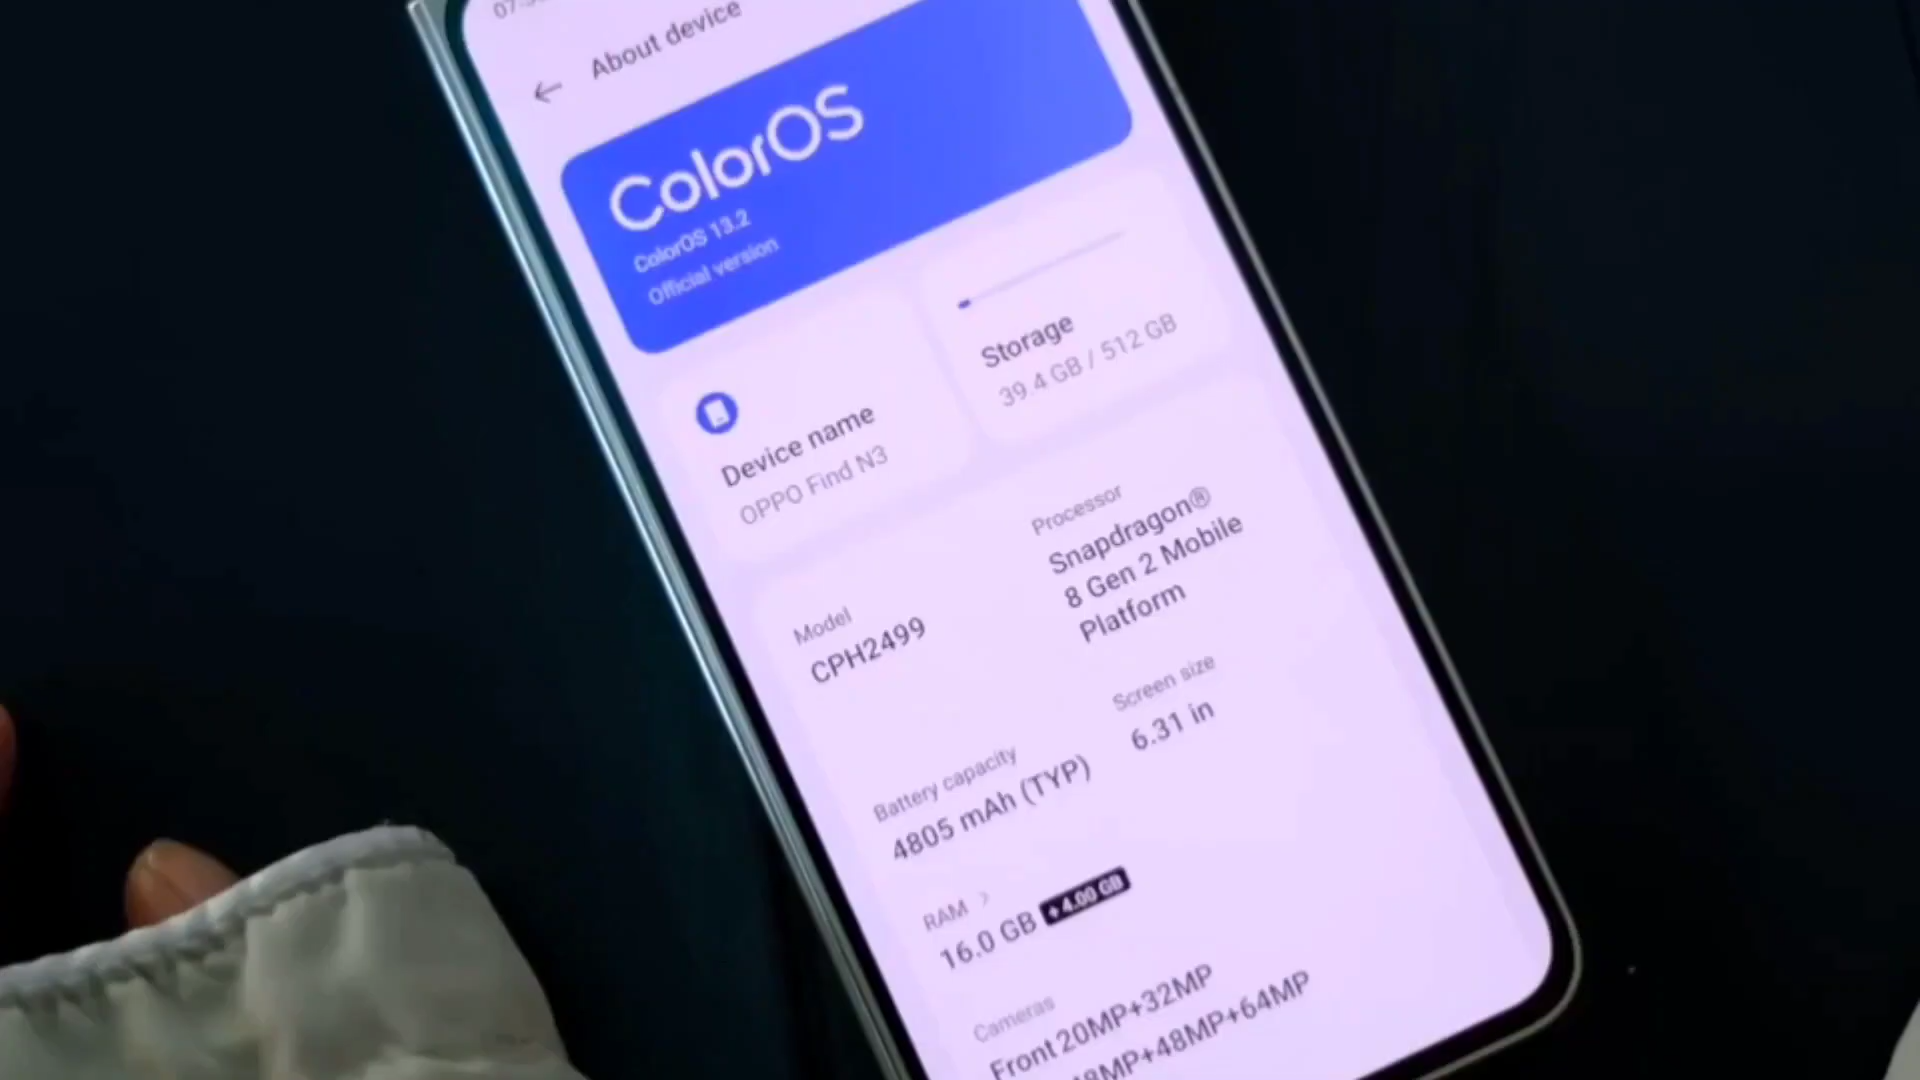 About device
ColorOS
ColorOS 13.2
Official version
Storage
39.4 GB / 512 GB
Device name
OPPO Find N3
Processor
Snapdragon®
8 Gen 2 Mobile
Platform
Model
CPH2499
Screen size
6.31 in
Battery capacity
4805 mAh (TYP)
RAM >
16.0 GB +4.00 GB
Cameras
Front 20MP+32MP
48MP+64MP